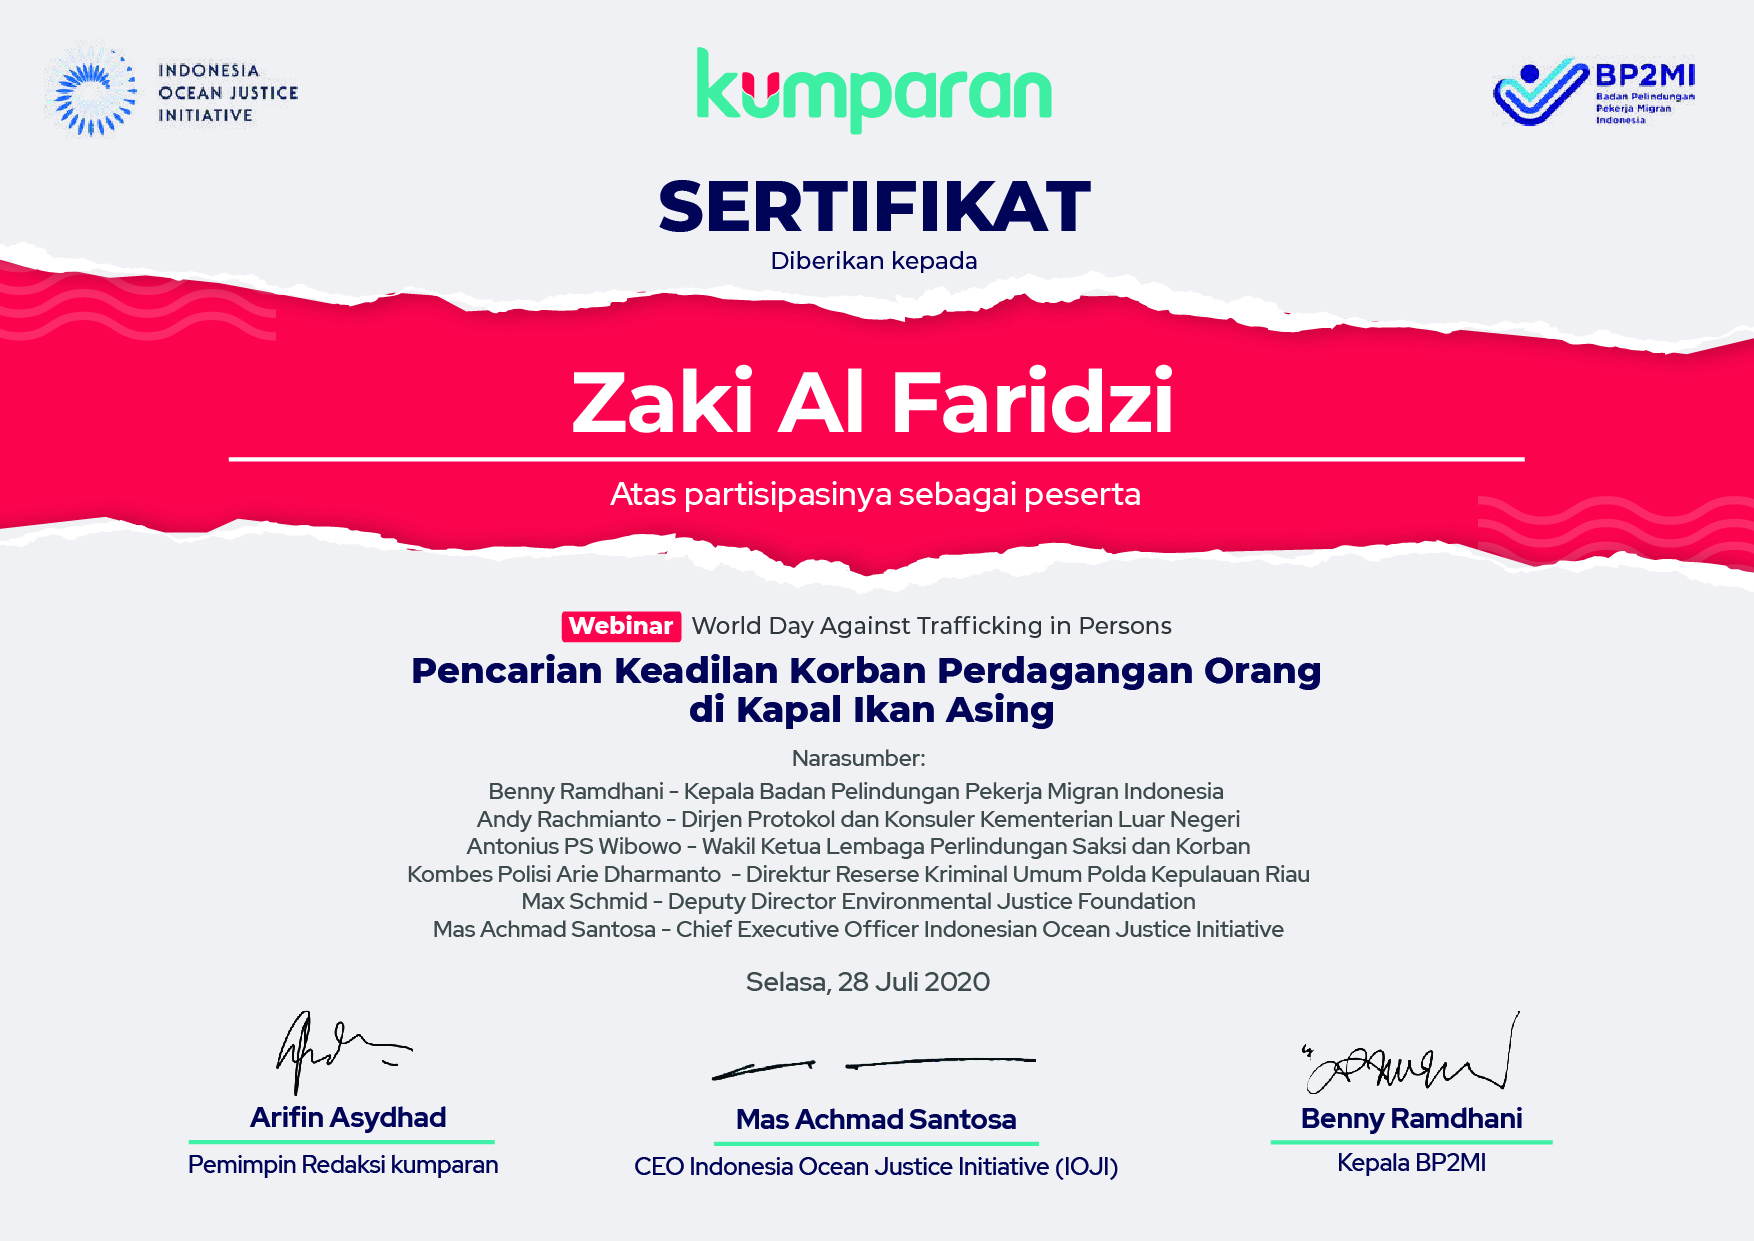 INDONESIA
OCEAN JUSTICE
INITIATIVE
kumparan
BP2MI
Badan Pelindungan
Pekerja Migran
Indonesia
SERTIFIKAT
Diberikan kepada
Zaki Al Faridzi
Atas partisipasinya sebagai peserta
Webinar World Day Against Trafficking in Persons
Pencarian Keadilan Korban Perdagangan Orang
di Kapal Ikan Asing
Narasumber:
Benny Ramdhani - Kepala Badan Pelindungan Pekerja Migran Indonesia
Andy Rachmianto - Dirjen Protokol dan Konsuler Kementerian Luar Negeri
Antonius PS Wibowo - Wakil Ketua Lembaga Perlindungan Saksi dan Korban
Kombes Polisi Arie Dharmanto - Direktur Reserse Kriminal Umum Polda Kepulauan Riau
Max Schmid - Deputy Director Environmental Justice Foundation
Mas Achmad Santosa - Chief Executive Officer Indonesian Ocean Justice Initiative
Selasa, 28 Juli 2020
Arifin Asydhad
Pemimpin Redaksi kumparan
Mas Achmad Santosa
CEO Indonesia Ocean Justice Initiative (IOJI)
Benny Ramdhani
Kepala BP2MI